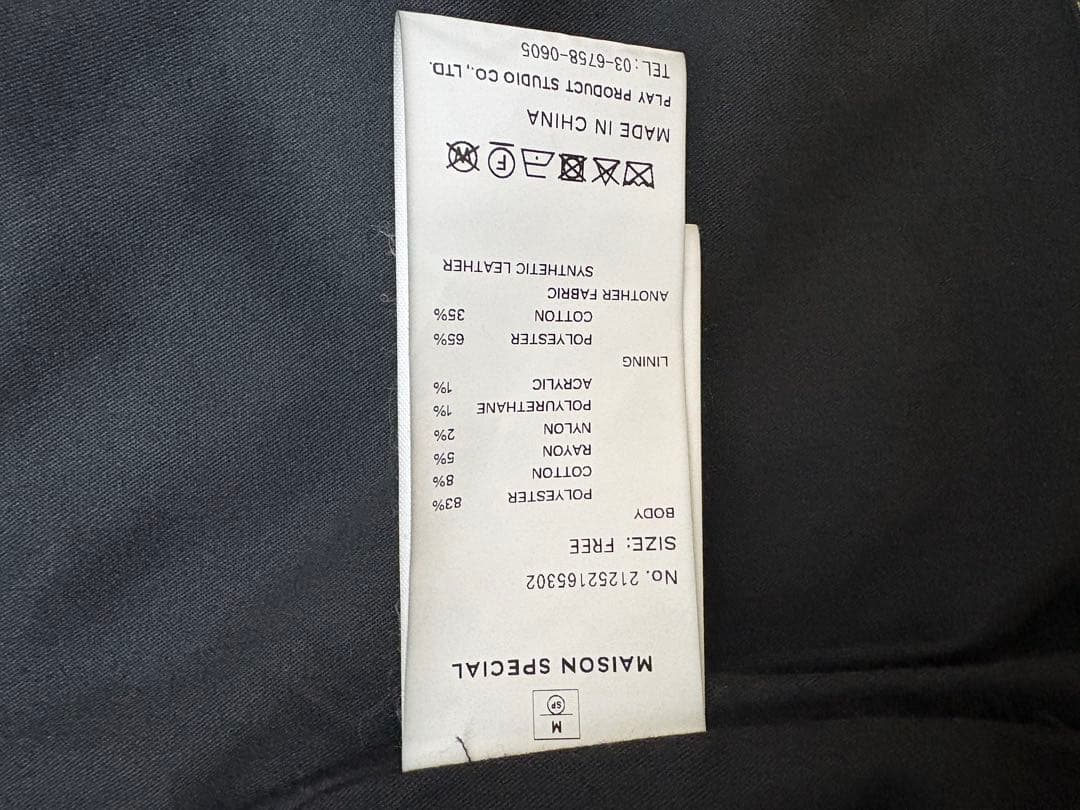 M
SP
MAISON SPECIAL
No. 21252165302
SIZE: FREE
BODY
POLYESTER 83%
COTTON 8%
RAYON 5%
NYLON 2%
POLYURETHANE 1%
ACRYLIC 1%
LINING
POLYESTER 65%
COTTON 35%
ANOTHER FABRIC
SYNTHETIC LEATHER
F
W
MADE IN CHINA
PLAY PRODUCT STUDIO CO., LTD.
TEL: 03-6758-0605